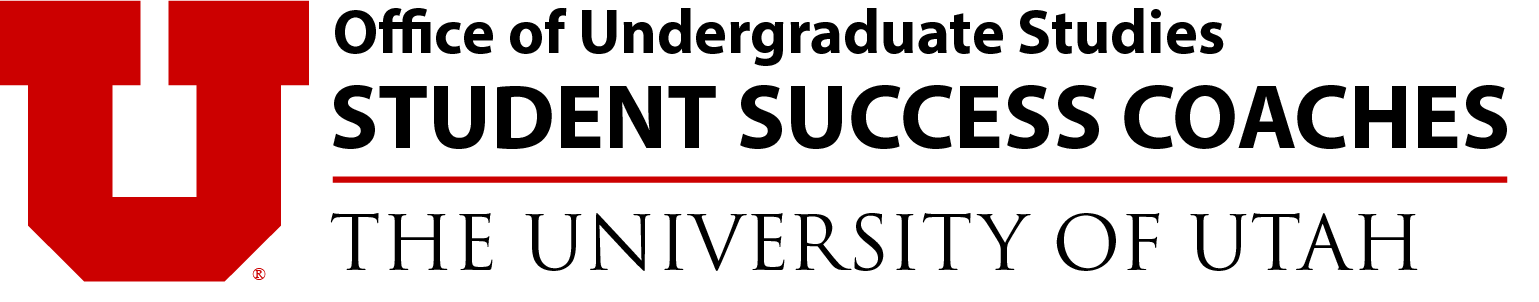 U®
Office of Undergraduate Studies
STUDENT SUCCESS COACHES
THE UNIVERSITY OF UTAH